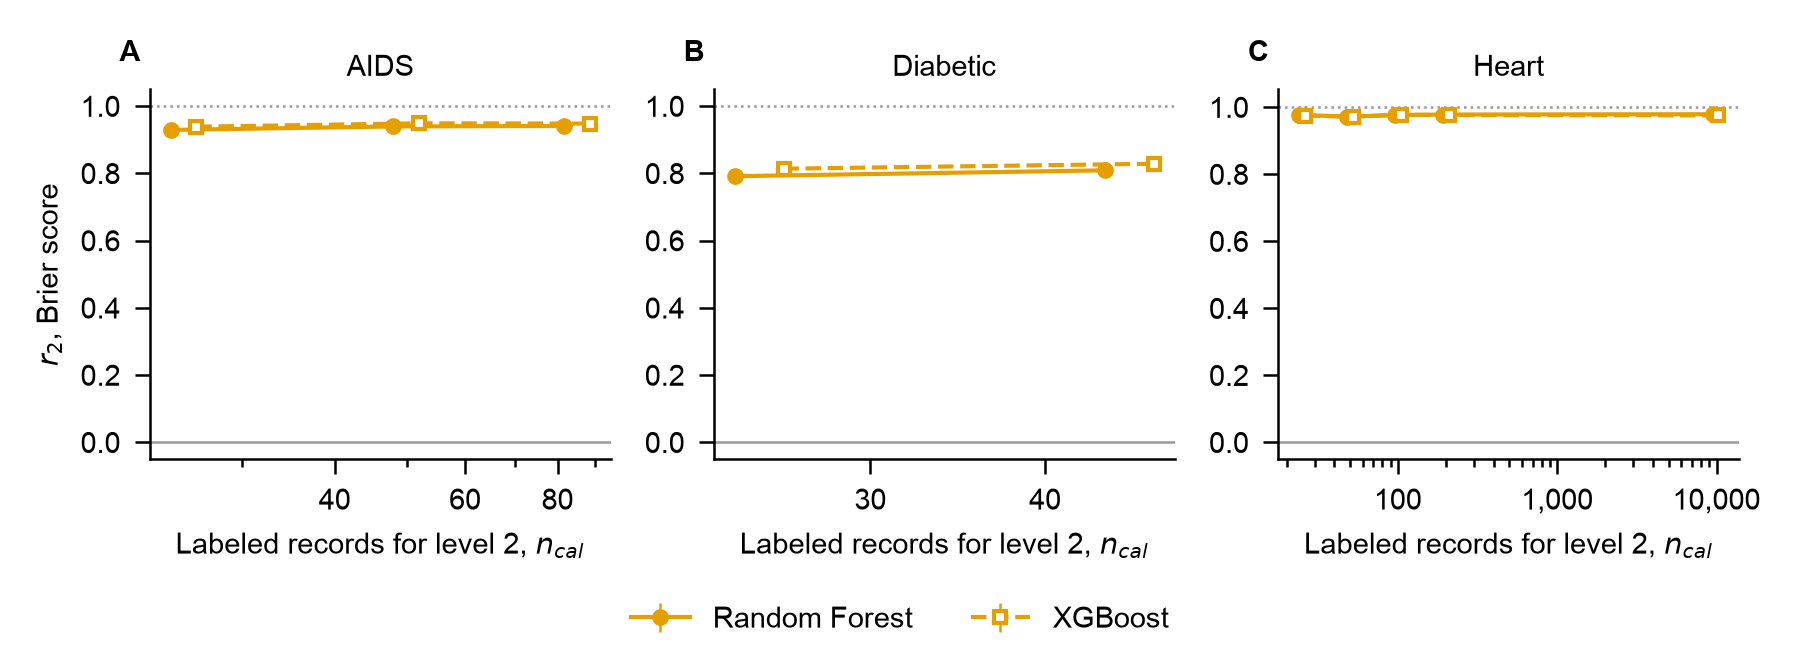 A
AIDS
B
Diabetic
C
Heart
r2, Brier score
1.0
0.8
0.6
0.4
0.2
0.0
40 60 80
Labeled records for level 2, ncal
1.0
0.8
0.6
0.4
0.2
0.0
30 40
Labeled records for level 2, ncal
1.0
0.8
0.6
0.4
0.2
0.0
100 1,000 10,000
Labeled records for level 2, ncal
Random Forest
XGBoost